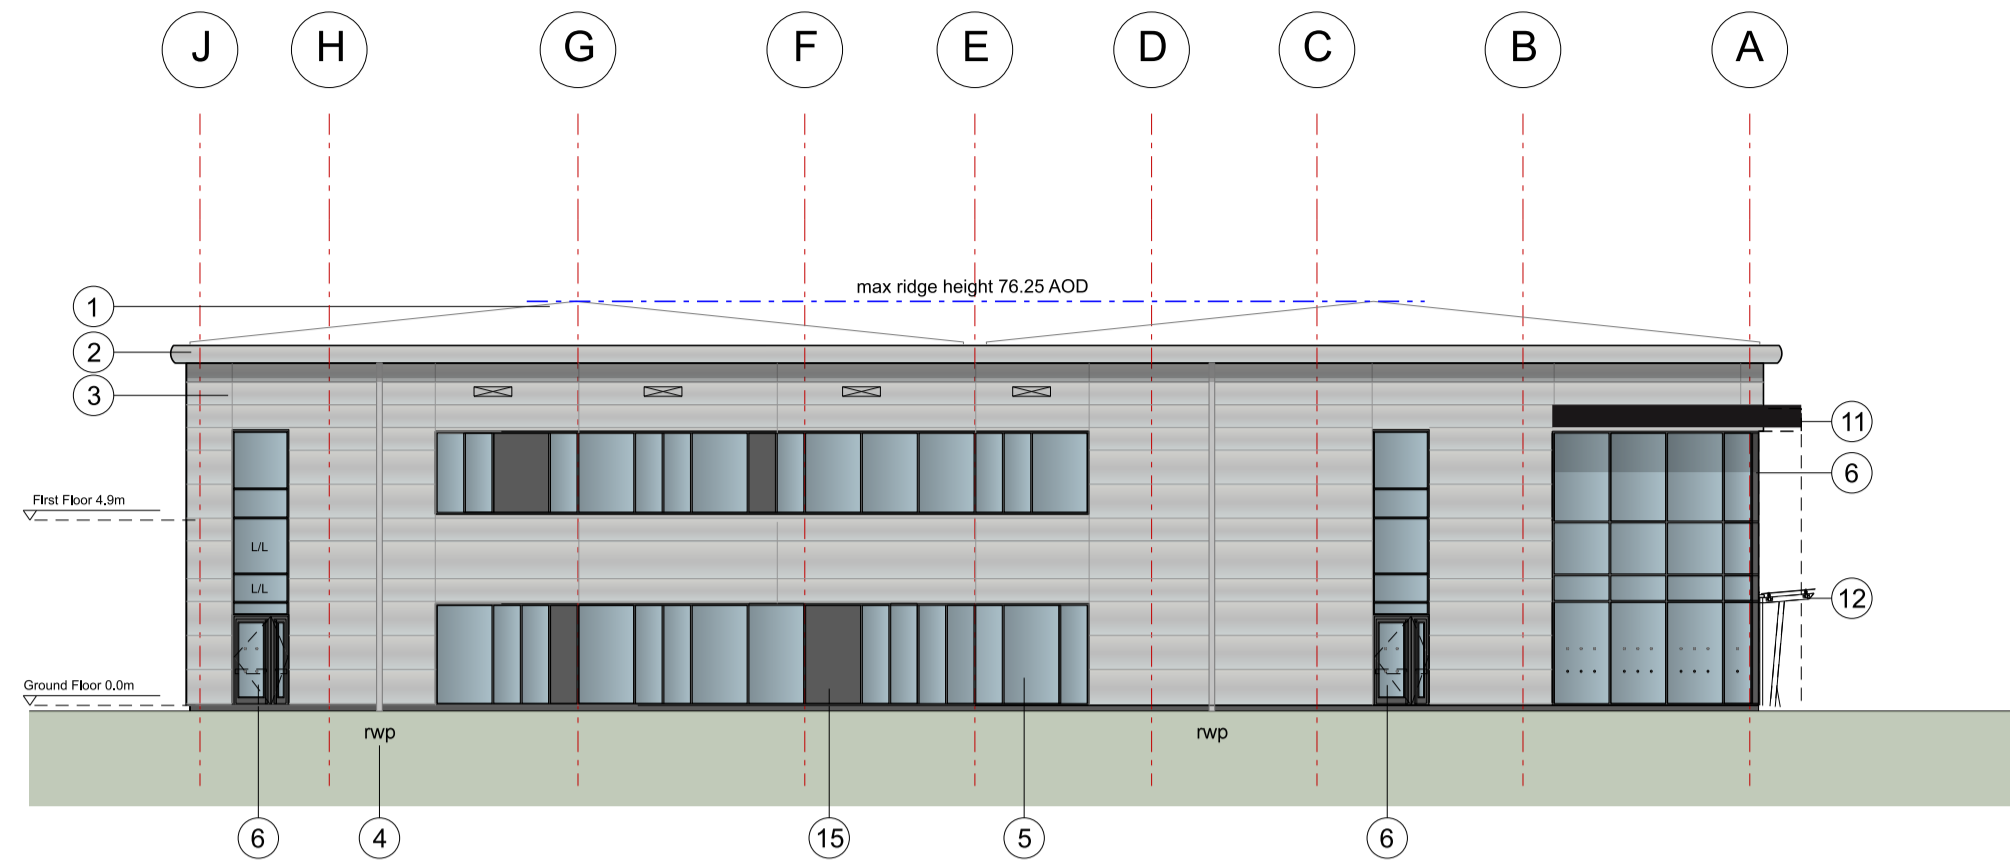 J H G F E D C B A
max ridge height 76.25 AOD
1
2
3
11
6
First Floor 4.9m
L/L
L/L
12
Ground Floor 0.0m
rwp rwp
6 4 15 5 6